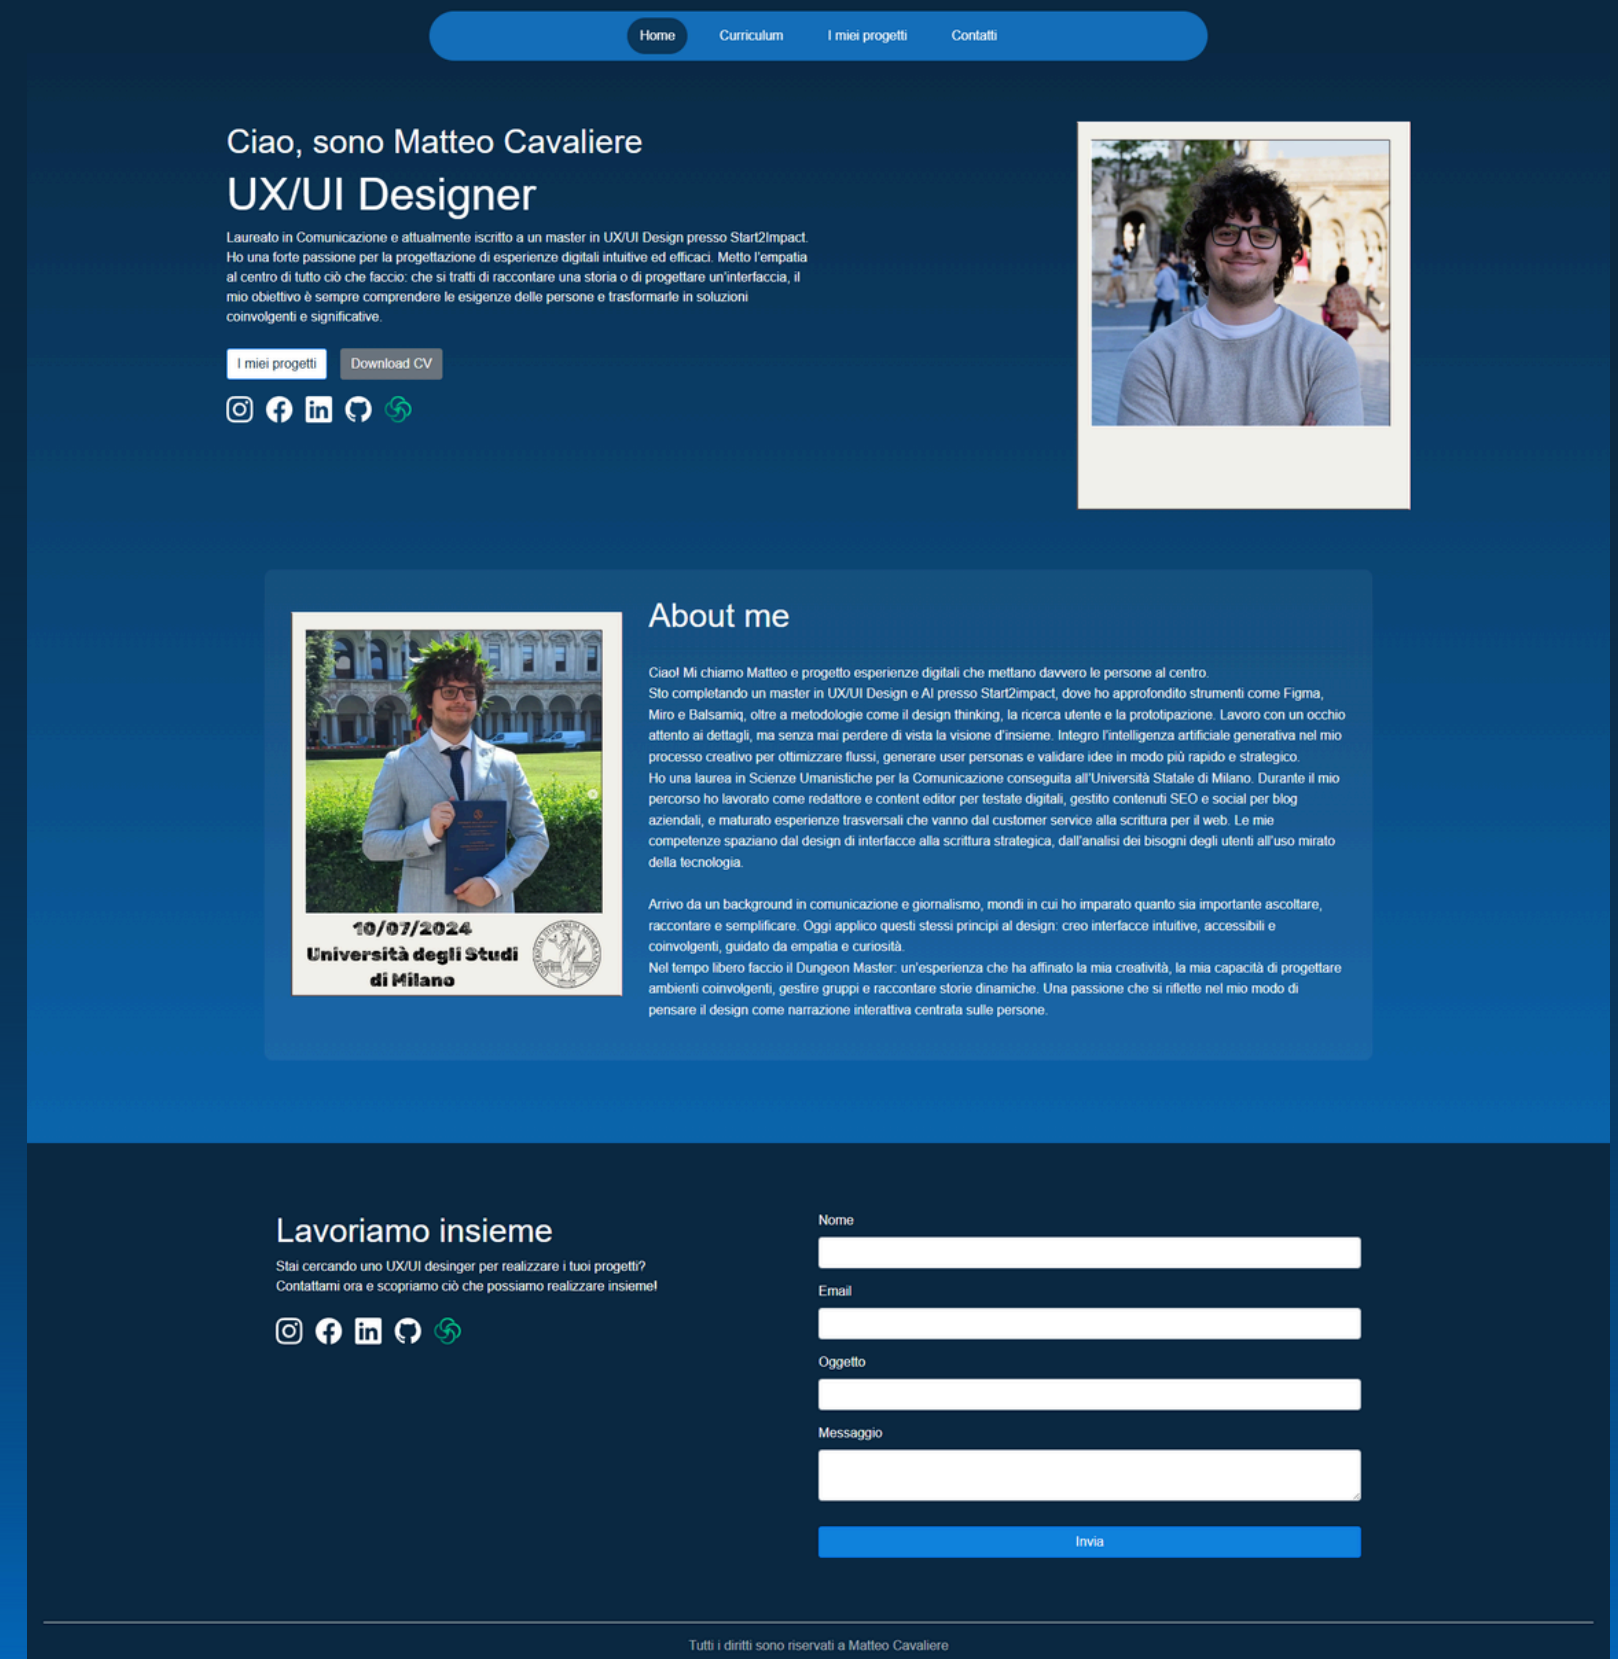 Home Curriculum I miei progetti Contatti
Ciao, sono Matteo Cavaliere
UX/UI Designer
Laureato in Comunicazione e attualmente iscritto a un master in UX/UI Design presso Start2Impact.
Ho una forte passione per la progettazione di esperienze digitali intuitive ed efficaci. Metto l'empatia
al centro di tutto ciò che faccio: che si tratti di raccontare una storia o di progettare un'interfaccia, il
mio obiettivo è sempre comprendere le esigenze delle persone e trasformarle in soluzioni
coinvolgenti e significative.
I miei progetti Download CV
About me
Ciao! Mi chiamo Matteo e progetto esperienze digitali che mettano davvero le persone al centro.
Sto completando un master in UX/UI Design e AI presso Start2impact, dove ho approfondito strumenti come Figma,
Miro e Balsamiq, oltre a metodologie come il design thinking, la ricerca utente e la prototipazione. Lavoro con un occhio
attento ai dettagli, ma senza mai perdere di vista la visione d'insieme. Integro l'intelligenza artificiale generativa nel mio
processo creativo per ottimizzare flussi, generare user personas e validare idee in modo più rapido e strategico.
Ho una laurea in Scienze Umanistiche per la Comunicazione conseguita all'Università Statale di Milano. Durante il mio
percorso ho lavorato come redattore e content editor per testate digitali, gestito contenuti SEO e social per blog
aziendali, e maturato esperienze trasversali che vanno dal customer service alla scrittura per il web. Le mie
competenze spaziano dal design di interfacce alla scrittura strategica, dall'analisi dei bisogni degli utenti all'uso mirato
della tecnologia.
Arrivo da un background in comunicazione e giornalismo, mondi in cui ho imparato quanto sia importante ascoltare,
raccontare e semplificare. Oggi applico questi stessi principi al design: creo interfacce intuitive, accessibili e
coinvolgenti, guidato da empatia e curiosità.
Nel tempo libero faccio il Dungeon Master: un'esperienza che ha affinato la mia creatività, la mia capacità di progettare
ambienti coinvolgenti, gestire gruppi e raccontare storie dinamiche. Una passione che si riflette nel mio modo di
pensare il design come narrazione interattiva centrata sulle persone.
10/07/2024
Università degli Studi
di Milano
Lavoriamo insieme
Stai cercando uno UX/UI desinger per realizzare i tuoi progetti?
Contattami ora e scopriamo ciò che possiamo realizzare insieme!
Nome
Email
Oggetto
Messaggio
Invia
Tutti i diritti sono riservati a Matteo Cavaliere